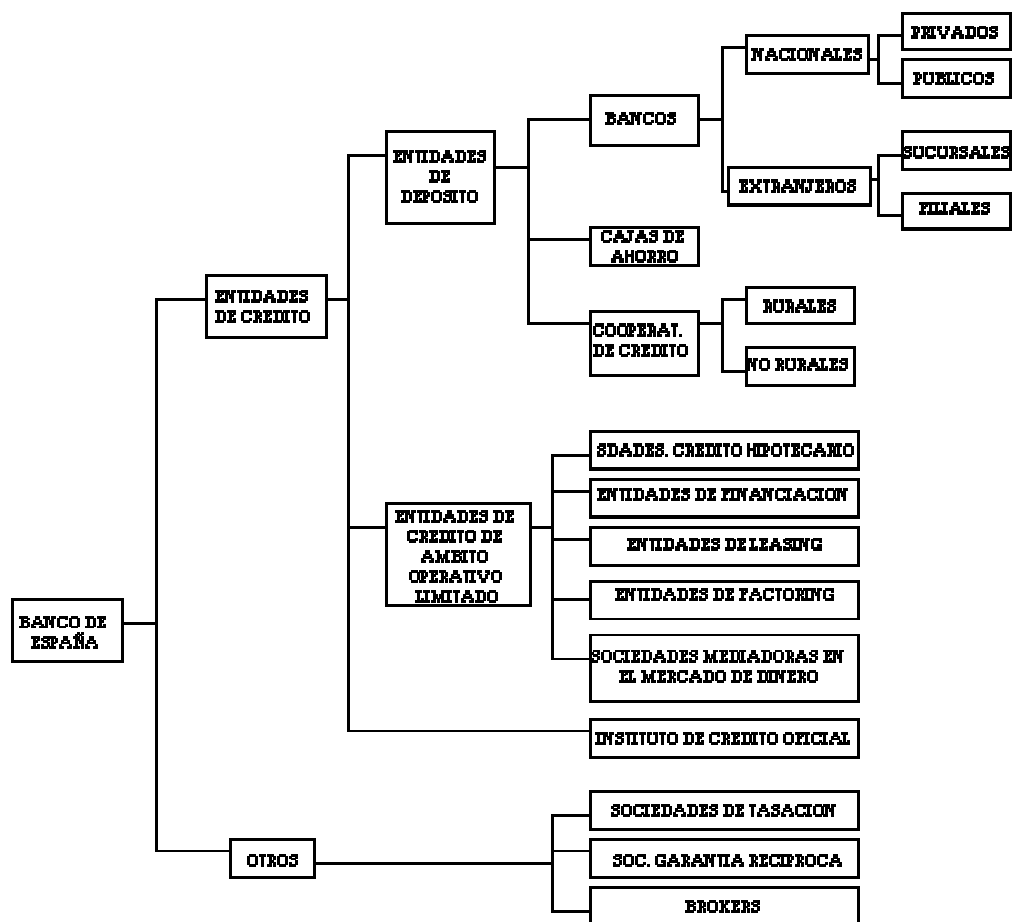 BANCO DE
ESPAÑA
ENTIDADES
DE CREDITO
ENTIDADES
DE
DEPOSITO
BANCOS
NACIONALES
PRIVADOS
PUBLICOS
EXTRANJEROS
SUCURSALES
FILIALES
CAJAS DE
AHORRO
COOPERAT.
DE CREDITO
RURALES
NO RURALES
ENTIDADES DE
CREDITO DE
AMBITO
OPERATIVO
LIMITADO
SDADES. CREDITO HIPOTECARIO
ENTIDADES DE FINANCIACION
ENTIDADES DE LEASING
ENTIDADES DE FACTORING
SOCIEDADES MEDIADORAS EN
EL MERCADO DE DINERO
INSTITUTO DE CREDITO OFICIAL
OTROS
SOCIEDADES DE TASACION
SOC. GARANTIA RECIPROCA
BROKERS